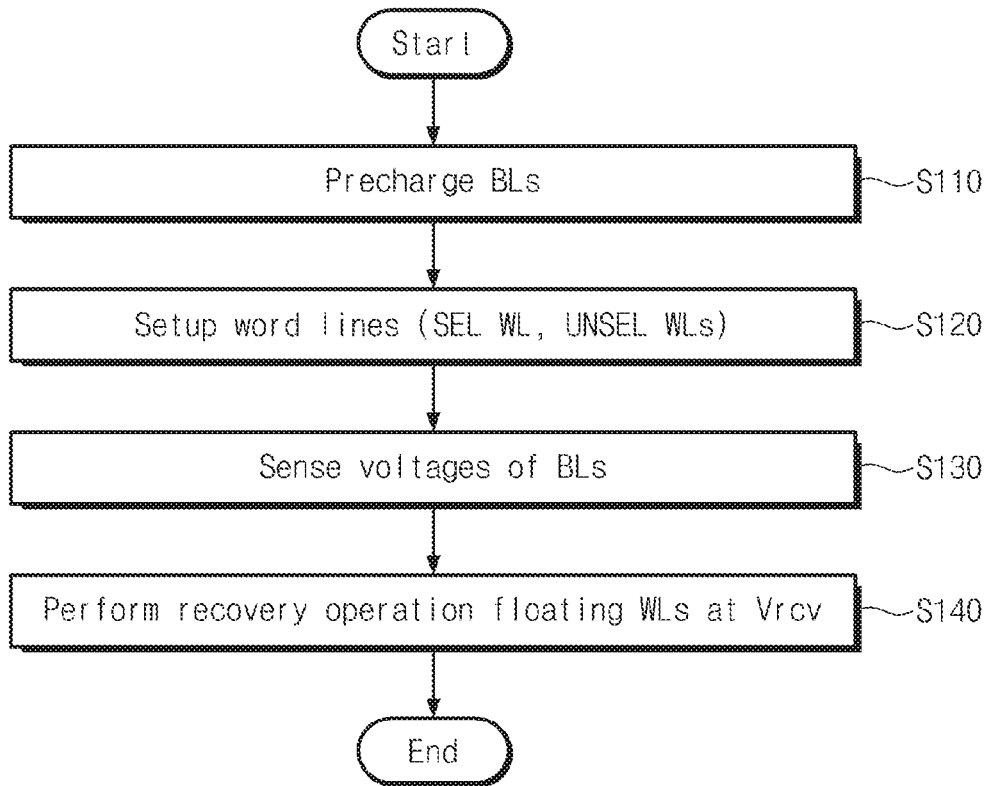 Start
Precharge BLs
S110
Setup word lines (SEL WL, UNSEL WLs)
S120
Sense voltages of BLs
S130
Perform recovery operation floating WLs at Vrcv
S140
End